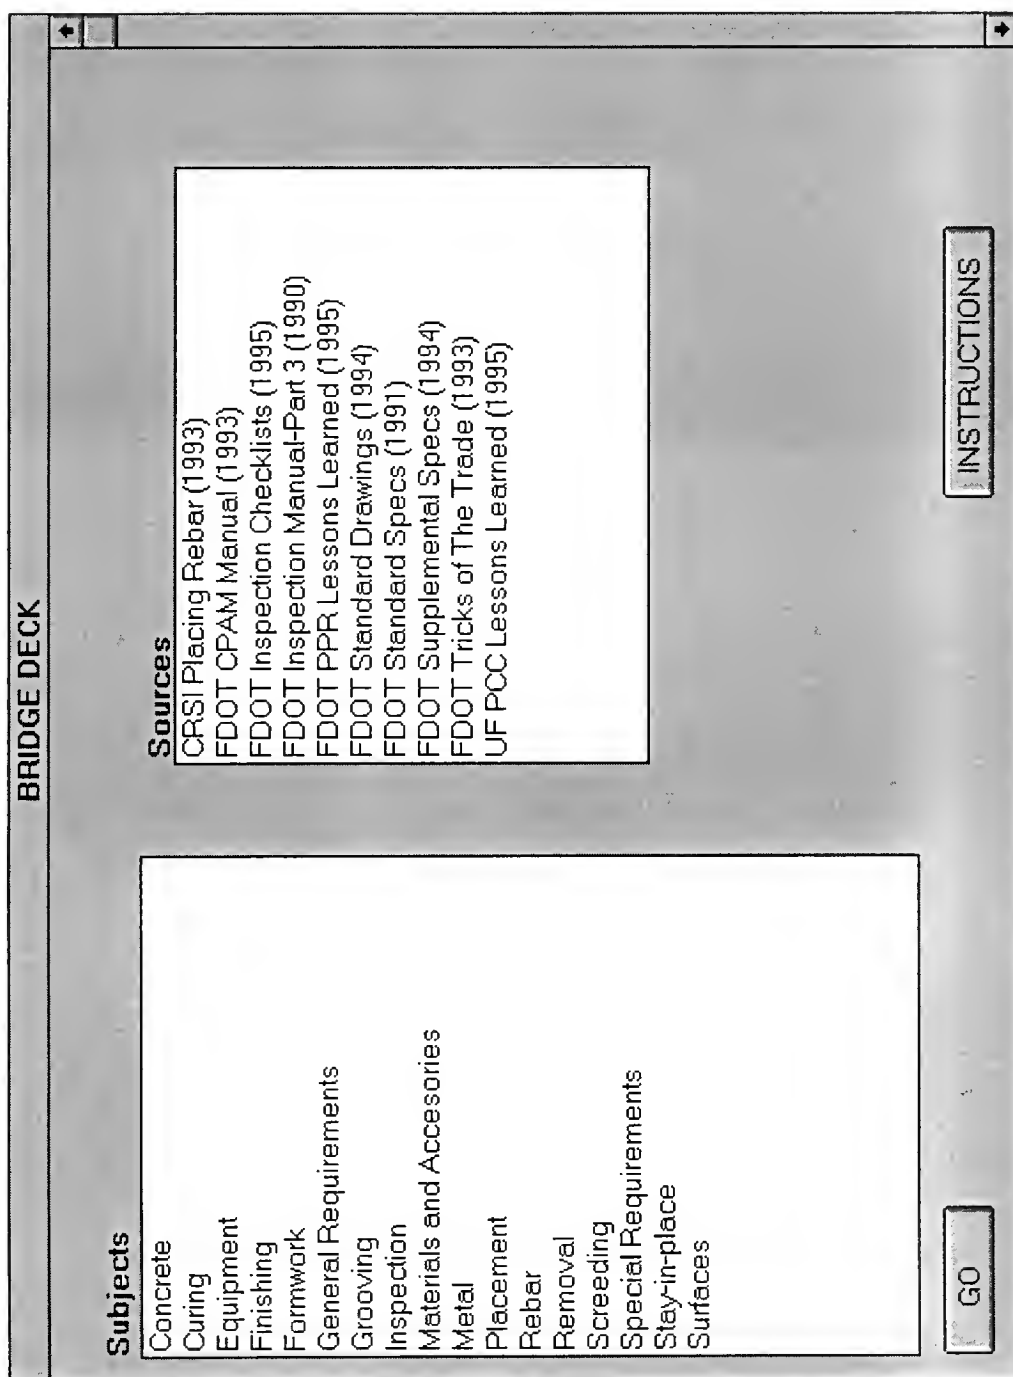 BRIDGE DECK
Subjects
Concrete
Curing
Equipment
Finishing
Formwork
General Requirements
Grooving
Inspection
Materials and Accesories
Metal
Placement
Rebar
Removal
Screeding
Special Requirements
Stay-in-place
Surfaces
Sources
CRSI Placing Rebar (1993)
FDOT CPAM Manual (1993)
FDOT Inspection Checklists (1995)
FDOT Inspection Manual-Part 3 (1990)
FDOT PPR Lessons Learned (1995)
FDOT Standard Drawings (1994)
FDOT Standard Specs (1991)
FDOT Supplemental Specs (1994)
FDOT Tricks of The Trade (1993)
UF PCC Lessons Learned (1995)
GO
INSTRUCTIONS